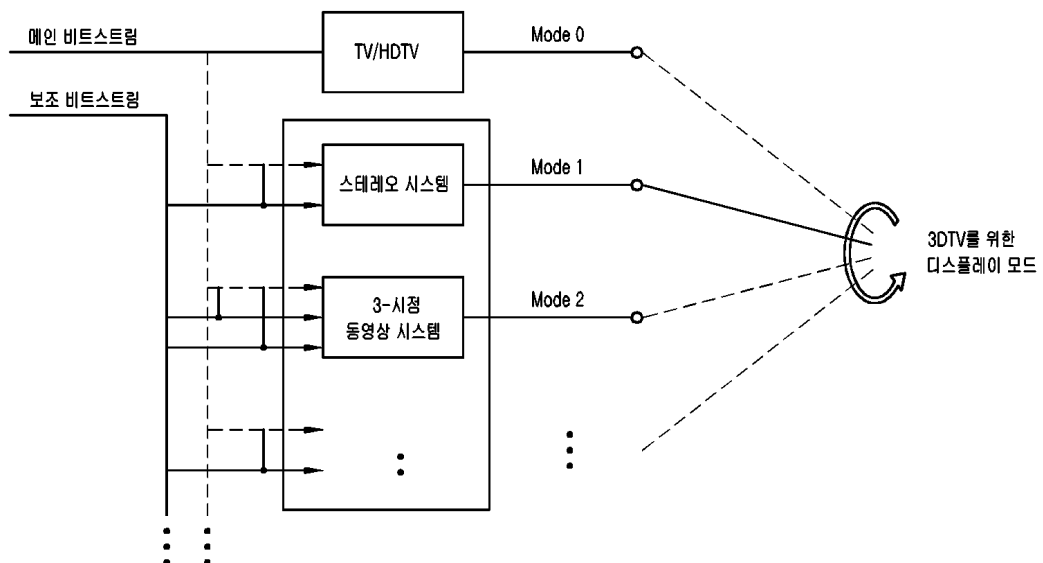 메인 비트스트림
TV/HDTV
Mode 0
보조 비트스트링
스테레오 시스템
Mode 1
3DTV를 위한
디스플레이 모드
3-시점
동영상 시스템
Mode 2